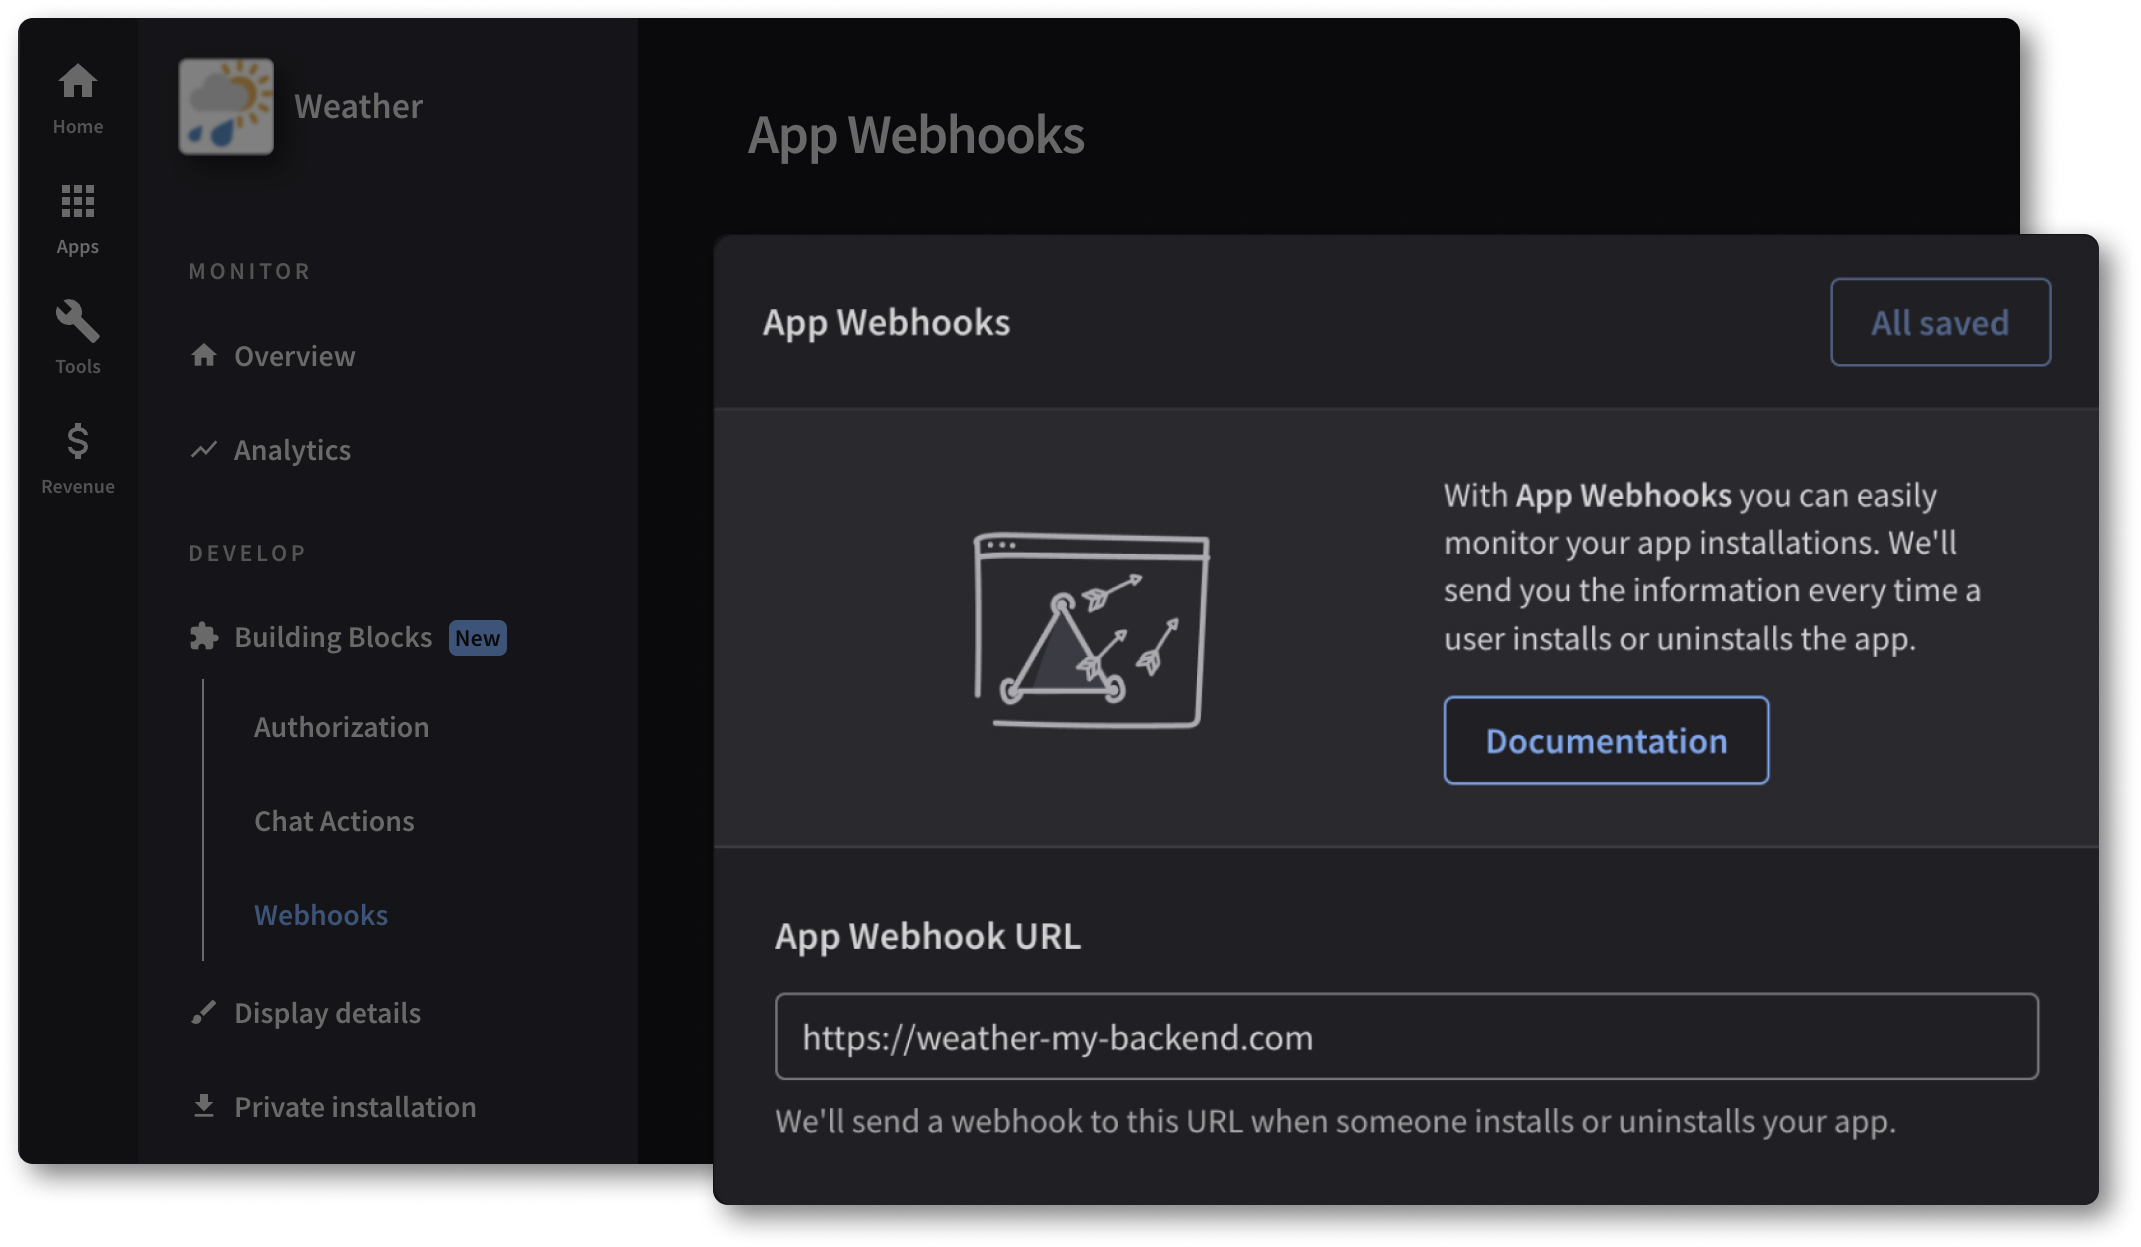 Home
Apps
Tools
Revenue
Weather
MONITOR
Overview
Analytics
DEVELOP
Building Blocks New
Authorization
Chat Actions
Webhooks
Display details
Private installation
App Webhooks
App Webhooks
All saved
With App Webhooks you can easily
monitor your app installations. We'll
send you the information every time a
user installs or uninstalls the app.
Documentation
App Webhook URL
https://weather-my-backend.com
We'll send a webhook to this URL when someone installs or uninstalls your app.